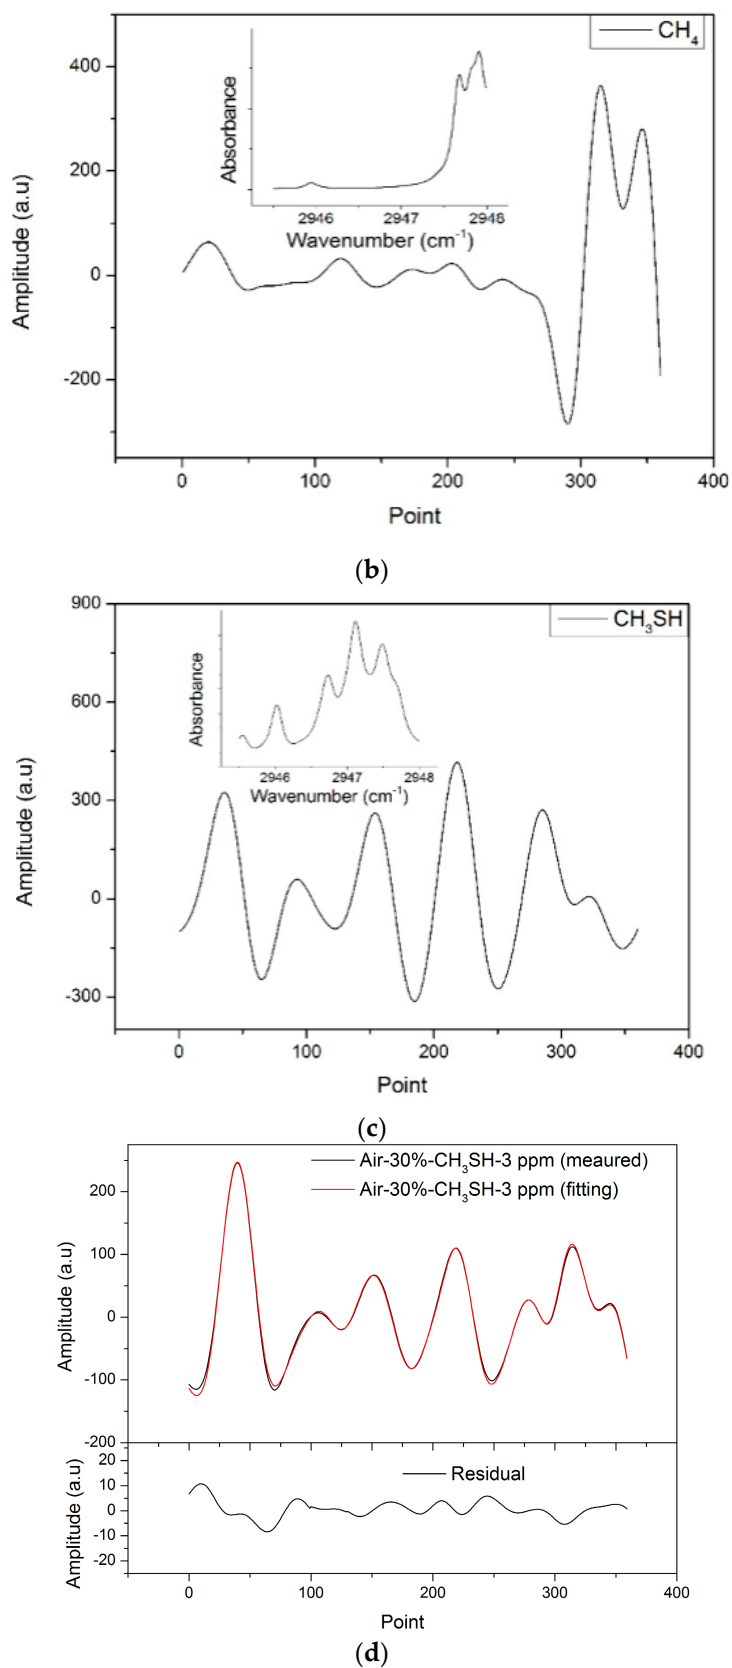 CH4
400
200
0
-200
Amplitude (a.u)
Absorbance
2946 2947 2948
Wavenumber (cm-1)
0 100 200 300 400
Point
(b)
CH3SH
900
600
300
0
-300
Amplitude (a.u)
Absorbance
2946 2947 2948
Wavenumber (cm-1)
0 100 200 300 400
Point
(c)
Air-30%-CH3SH-3 ppm (meaured)
Air-30%-CH3SH-3 ppm (fitting)
200
100
0
-100
-200
Amplitude (a.u)
Residual
20
10
0
-10
-20
Amplitude (a.u)
0 100 200 300 400
Point
(d)